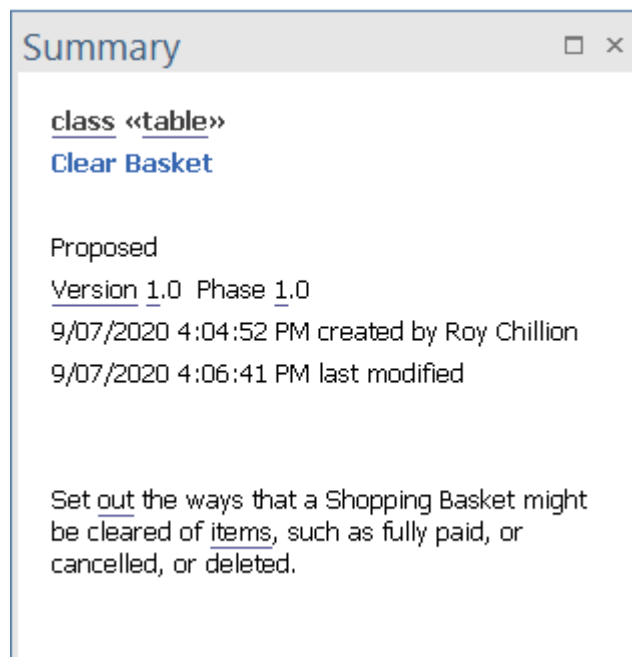 Summary
class «table»
Clear Basket
Proposed
Version 1.0 Phase 1.0
9/07/2020 4:04:52 PM created by Roy Chillion
9/07/2020 4:06:41 PM last modified
Set out the ways that a Shopping Basket might
be cleared of items, such as fully paid, or
cancelled, or deleted.